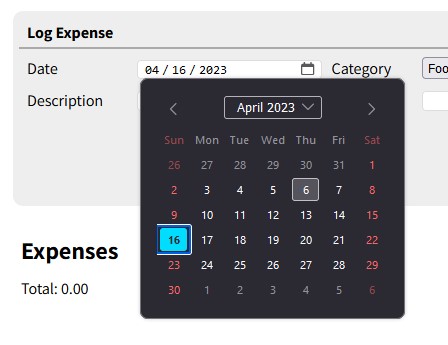 Log Expense
Date 04 / 16 / 2023 Category Foo
Description
April 2023
Sun Mon Tue Wed Thu Fri Sat
26 27 28 29 30 31 1
2 3 4 5 6 7 8
9 10 11 12 13 14 15
16 17 18 19 20 21 22
23 24 25 26 27 28 29
30 1 2 3 4 5 6
Expenses
Total: 0.00